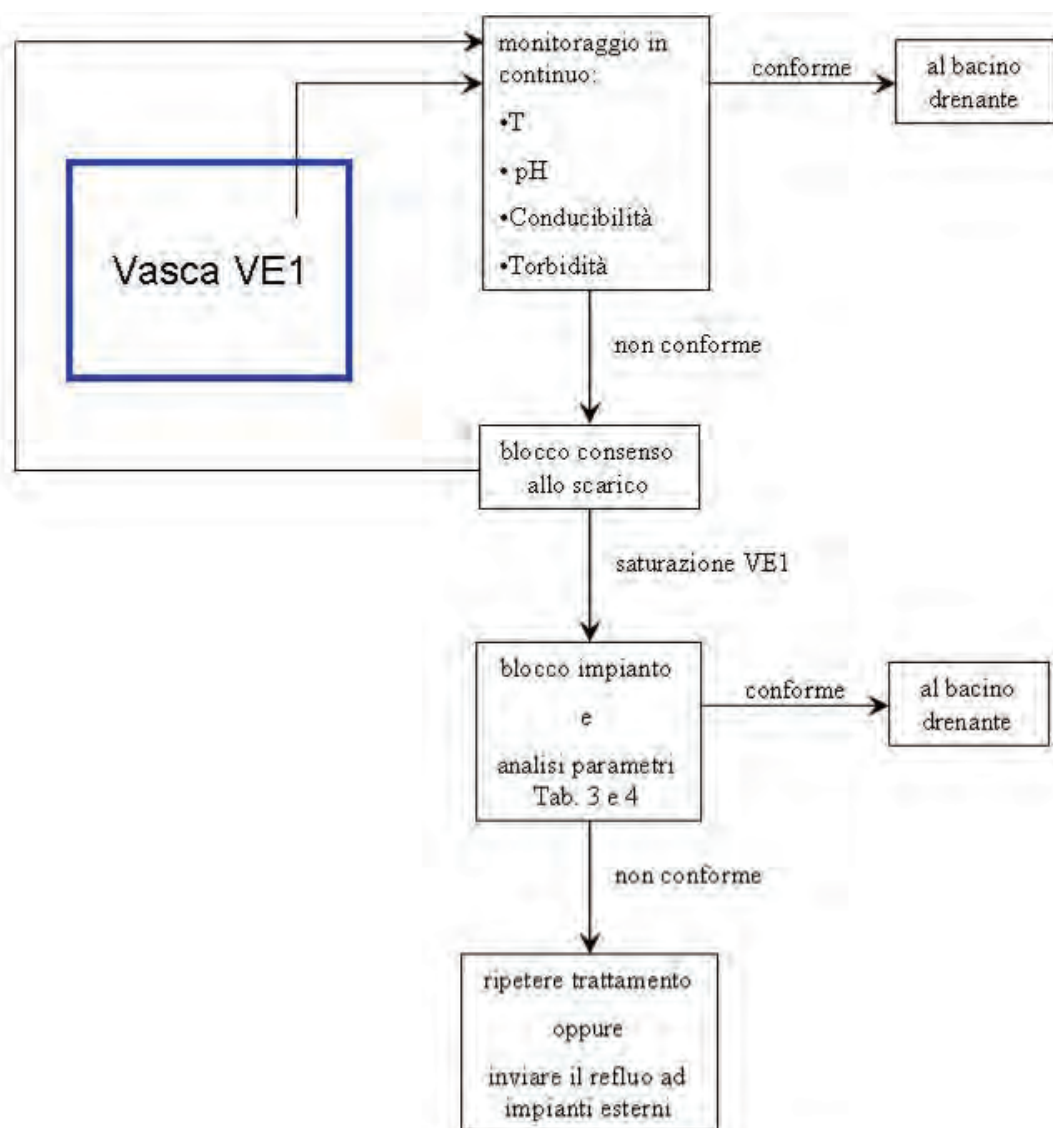 monitoraggio in
continuo:
•T
• pH
•Conducibilità
•Torbidità
conforme
al bacino
drenante
Vasca VE1
non conforme
blocco consenso
allo scarico
saturazione VE1
blocco impianto
e
analisi parametri
Tab. 3 e 4
conforme
al bacino
drenante
non conforme
ripetere trattamento
oppure
inviare il refluo ad
impianti esterni